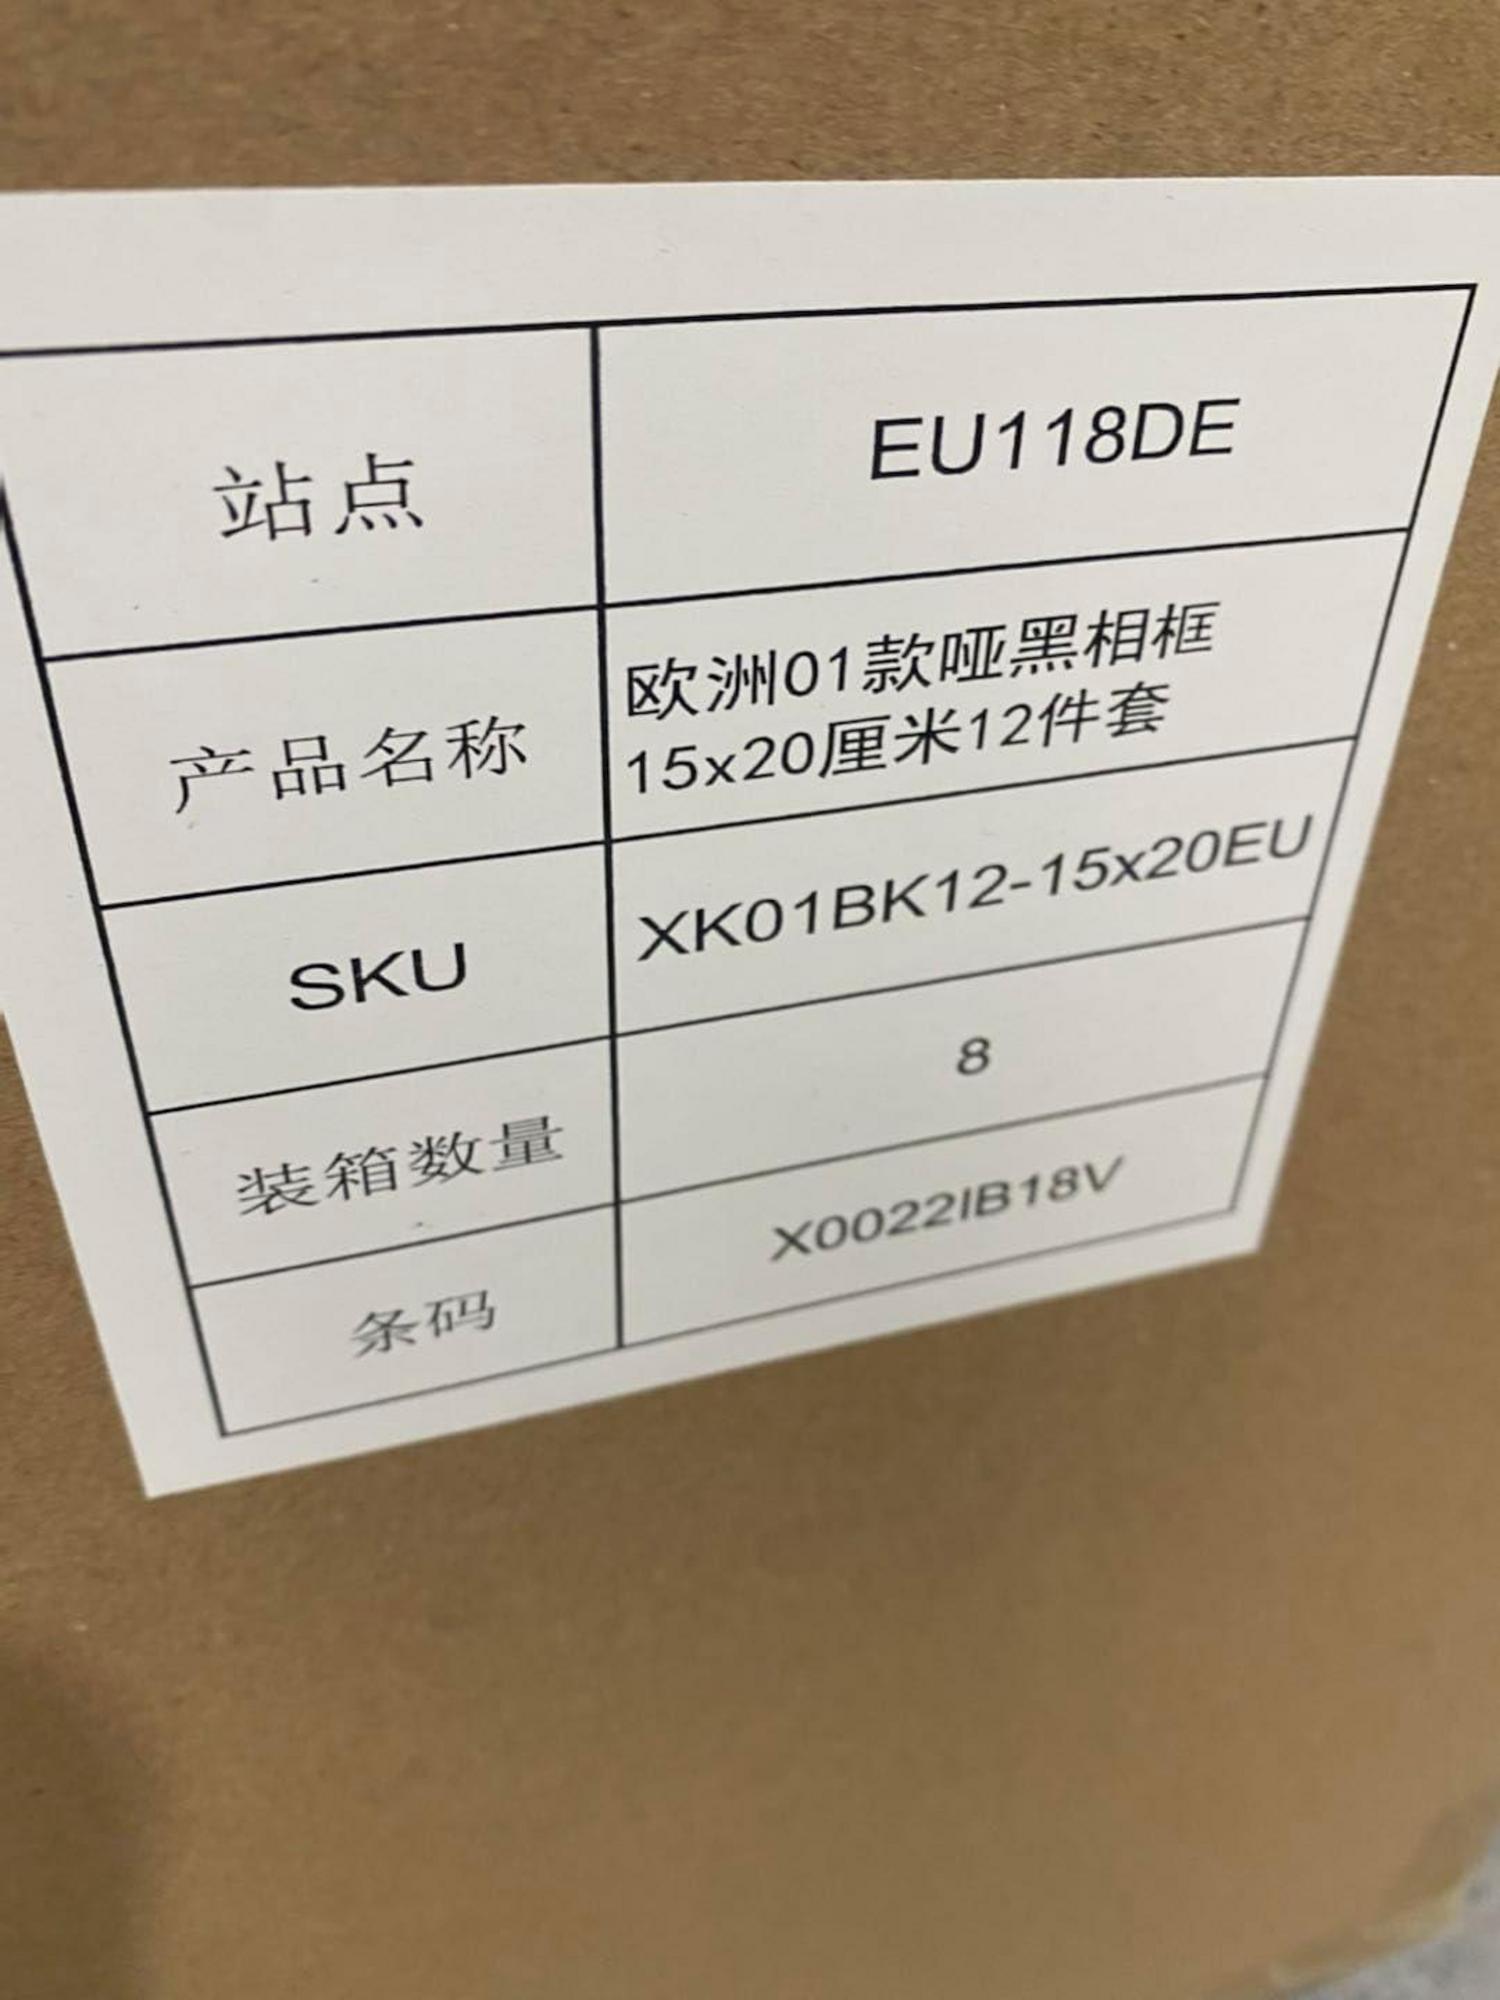 站点 EU118DE
产品名称 欧洲01款哑黑相框
15x20厘米12件套
SKU XK01BK12-15x20EU
装箱数量 8
条码 X0022IB18V